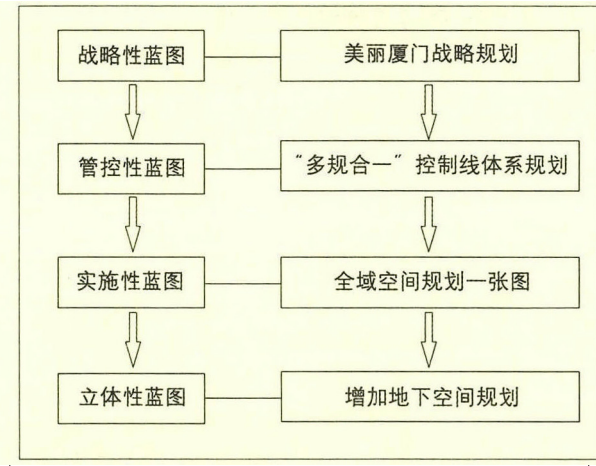 战略性蓝图 美丽厦门战略规划
管控性蓝图 “多规合一”控制线体系规划
实施性蓝图 全域空间规划一张图
立体性蓝图 增加地下空间规划